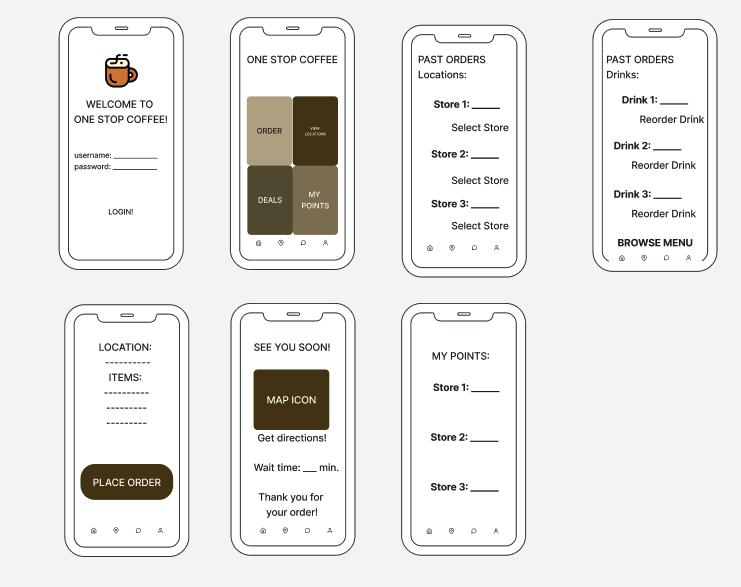 WELCOME TO
ONE STOP COFFEE!
username: ___________
password: ___________
LOGIN!
ONE STOP COFFEE
ORDER
VIEW
LOCATIONS
DEALS
MY
POINTS
PAST ORDERS
Locations:
Store 1: _____
Select Store
Store 2: _____
Select Store
Store 3: _____
Select Store
PAST ORDERS
Drinks:
Drink 1: _____
Reorder Drink
Drink 2: _____
Reorder Drink
Drink 3: _____
Reorder Drink
BROWSE MENU
LOCATION:
----------
ITEMS:
----------
---------
---------
PLACE ORDER
SEE YOU SOON!
MAP ICON
Get directions!
Wait time: ___ min.
Thank you for
your order!
MY POINTS:
Store 1: _____
Store 2: _____
Store 3: _____